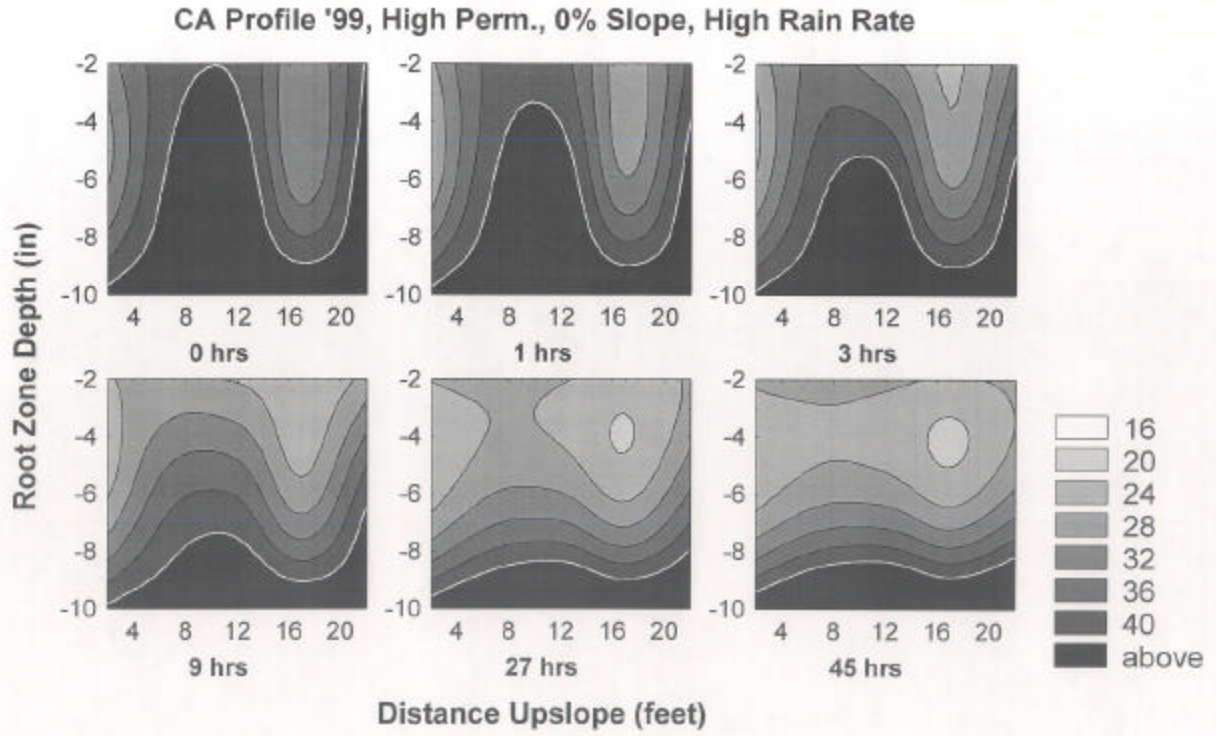 CA Profile '99, High Perm., 0% Slope, High Rain Rate
Root Zone Depth (in)
-2 -2 -2
-4 -4 -4
-6 -6 -6
-8 -8 -8
-10 -10 -10
4 8 12 16 20 4 8 12 16 20 4 8 12 16 20
0 hrs 1 hrs 3 hrs
-2 -2 -2
-4 -4 -4
-6 -6 -6
-8 -8 -8
-10 -10 -10
4 8 12 16 20 4 8 12 16 20 4 8 12 16 20
9 hrs 27 hrs 45 hrs
Distance Upslope (feet)
16
20
24
28
32
36
40
above